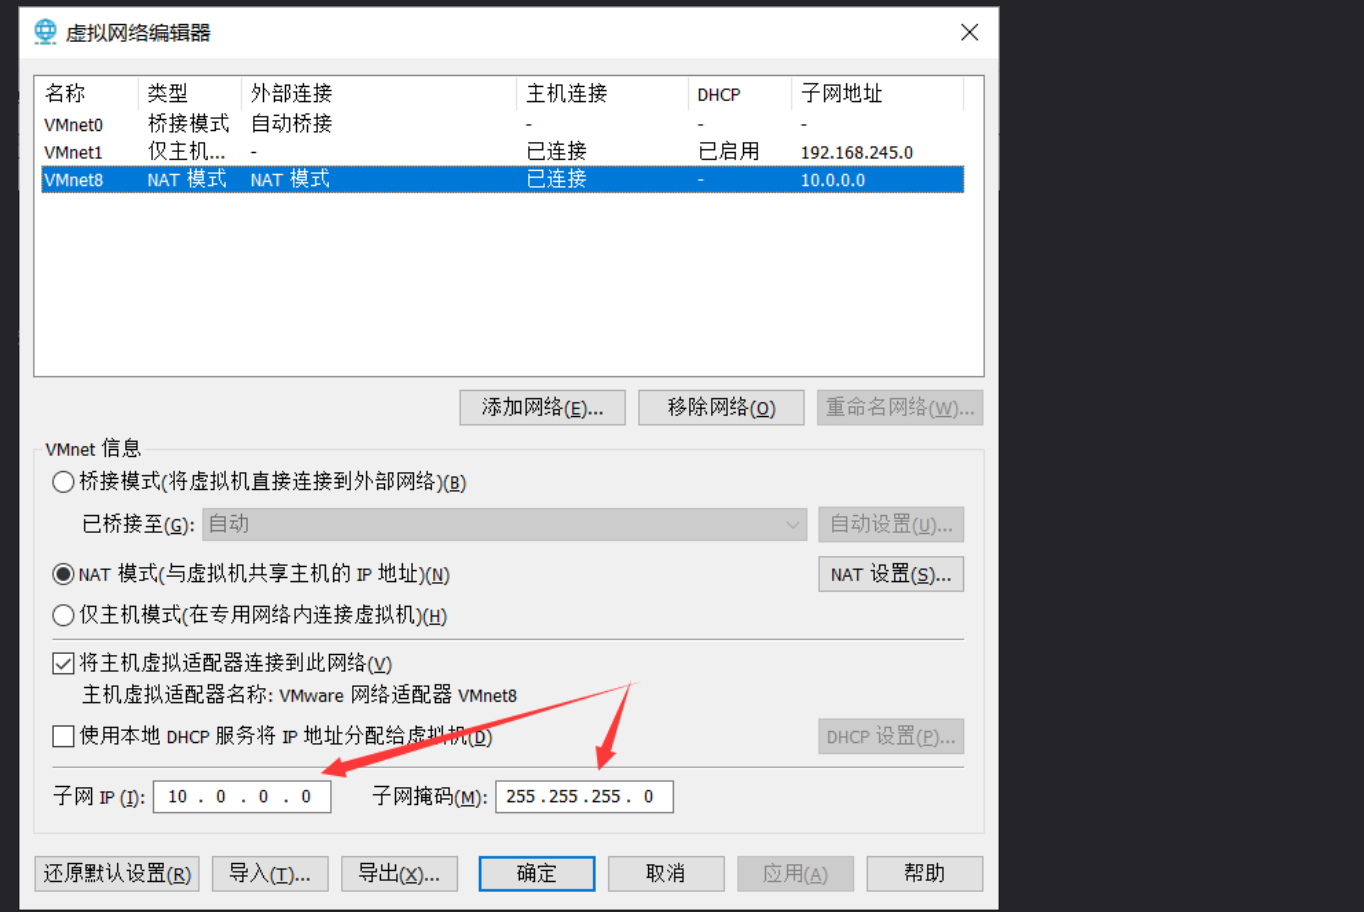 虚拟网络编辑器
名称 类型 外部连接 主机连接 DHCP 子网地址
VMnet0 桥接模式 自动桥接 - - -
VMnet1 仅主机... - 已连接 已启用 192.168.245.0
VMnet8 NAT 模式 NAT 模式 已连接 - 10.0.0.0
添加网络(E)... 移除网络(O) 重命名网络(W)...
VMnet 信息
桥接模式(将虚拟机直接连接到外部网络)(B)
已桥接至(G): 自动 自动设置(U)...
NAT 模式(与虚拟机共享主机的 IP 地址)(N) NAT 设置(S)...
仅主机模式(在专用网络内连接虚拟机)(H)
将主机虚拟适配器连接到此网络(V)
主机虚拟适配器名称: VMware 网络适配器 VMnet8
使用本地 DHCP 服务将 IP 地址分配给虚拟机(D) DHCP 设置(P)...
子网 IP (I): 10 . 0 . 0 . 0 子网掩码(M): 255 .255 .255 . 0
还原默认设置(R) 导入(T)... 导出(X)... 确定 取消 应用(A) 帮助